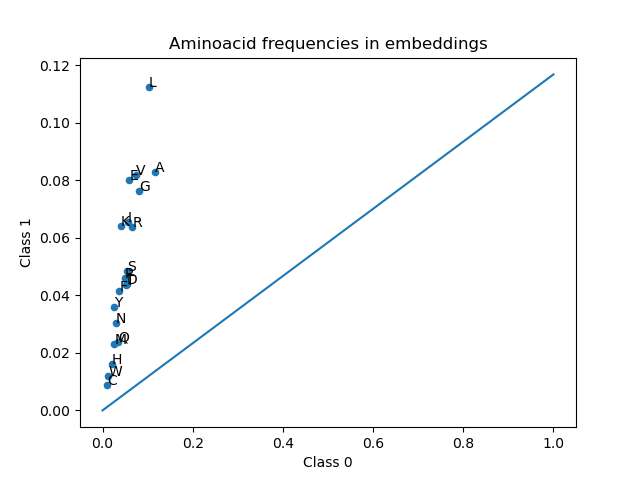 Aminoacid frequencies in embeddings
0.12
0.10
0.08
0.06
0.04
0.02
0.00
Class 1
L
V
A
E
G
K
I
R
S
D
F
Y
N
M
Q
H
W
C
0.0 0.2 0.4 0.6 0.8 1.0
Class 0